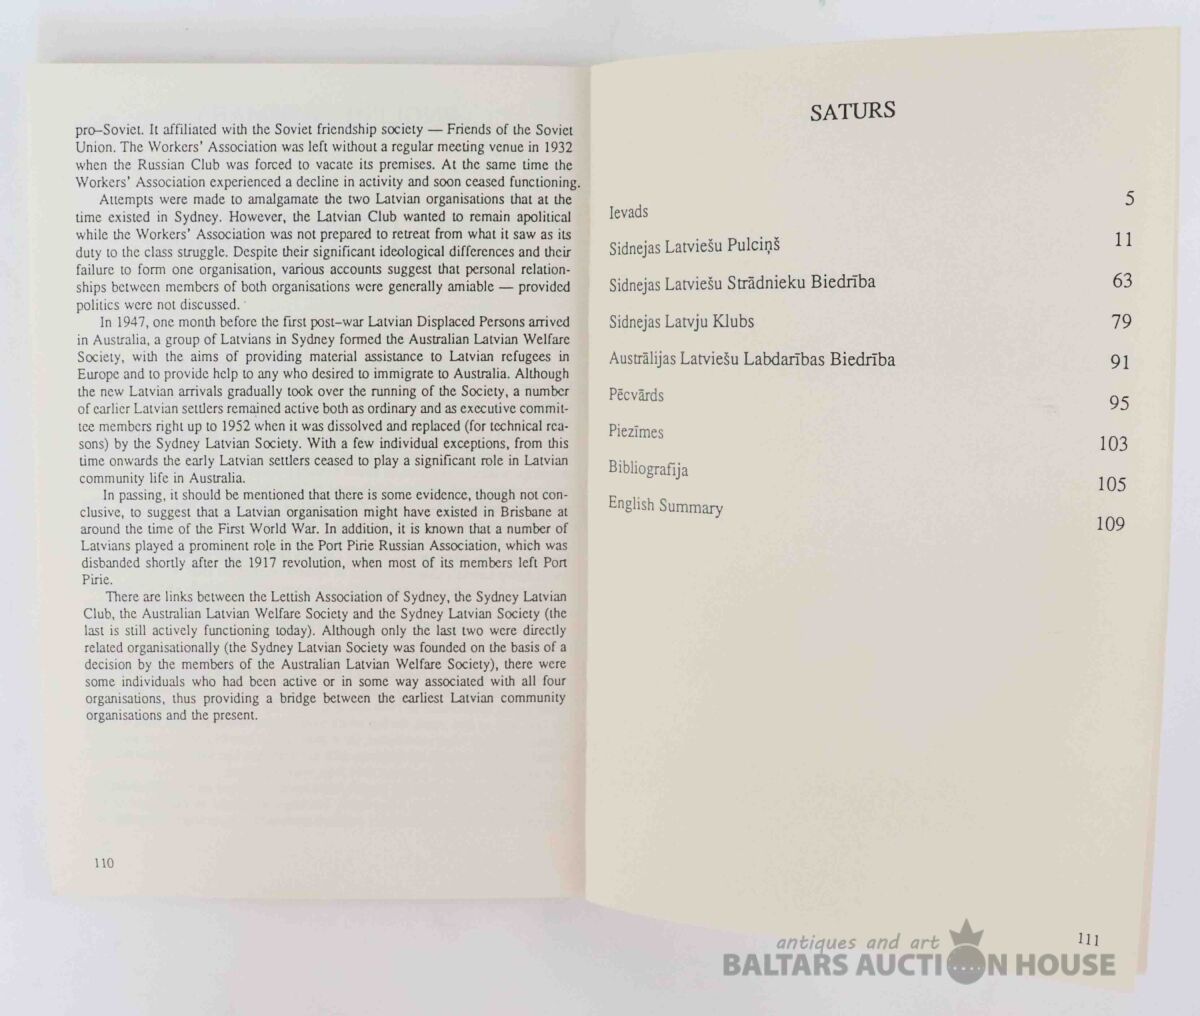 pro–Soviet. It affiliated with the Soviet friendship society — Friends of the Soviet
Union. The Workers' Association was left without a regular meeting venue in 1932
when the Russian Club was forced to vacate its premises. At the same time the
Workers' Association experienced a decline in activity and soon ceased functioning.
Attempts were made to amalgamate the two Latvian organisations that at the
time existed in Sydney. However, the Latvian Club wanted to remain apolitical
while the Workers' Association was not prepared to retreat from what it saw as its
duty to the class struggle. Despite their significant ideological differences and their
failure to form one organisation, various accounts suggest that personal relation-
ships between members of both organisations were generally amiable — provided
politics were not discussed.
In 1947, one month before the first post–war Latvian Displaced Persons arrived
in Australia, a group of Latvians in Sydney formed the Australian Latvian Welfare
Society, with the aims of providing material assistance to Latvian refugees in
Europe and to provide help to any who desired to immigrate to Australia. Although
the new Latvian arrivals gradually took over the running of the Society, a number
of earlier Latvian settlers remained active both as ordinary and as executive commit-
tee members right up to 1952 when it was dissolved and replaced (for technical rea-
sons) by the Sydney Latvian Society. With a few individual exceptions, from this
time onwards the early Latvian settlers ceased to play a significant role in Latvian
community life in Australia.
In passing, it should be mentioned that there is some evidence, though not con-
clusive, to suggest that a Latvian organisation might have existed in Brisbane at
around the time of the First World War. In addition, it is known that a number of
Latvians played a prominent role in the Port Pirie Russian Association, which was
disbanded shortly after the 1917 revolution, when most of its members left Port
Pirie.
There are links between the Lettish Association of Sydney, the Sydney Latvian
Club, the Australian Latvian Welfare Society and the Sydney Latvian Society (the
last is still actively functioning today). Although only the last two were directly
related organisationally (the Sydney Latvian Society was founded on the basis of a
decision by the members of the Australian Latvian Welfare Society), there were
some individuals who had been active or in some way associated with all four
organisations, thus providing a bridge between the earliest Latvian community
organisations and the present.
110
SATURS
Ievads 5
Sidnejas Latviešu Pulciņš 11
Sidnejas Latviešu Strādnieku Biedrība 63
Sidnejas Latvju Klubs 79
Austrālijas Latviešu Labdarības Biedrība 91
Pēcvārds 95
Piezīmes 103
Bibliografija 105
English Summary 109
111
antiques and art
BALTARS AUCTION HOUSE